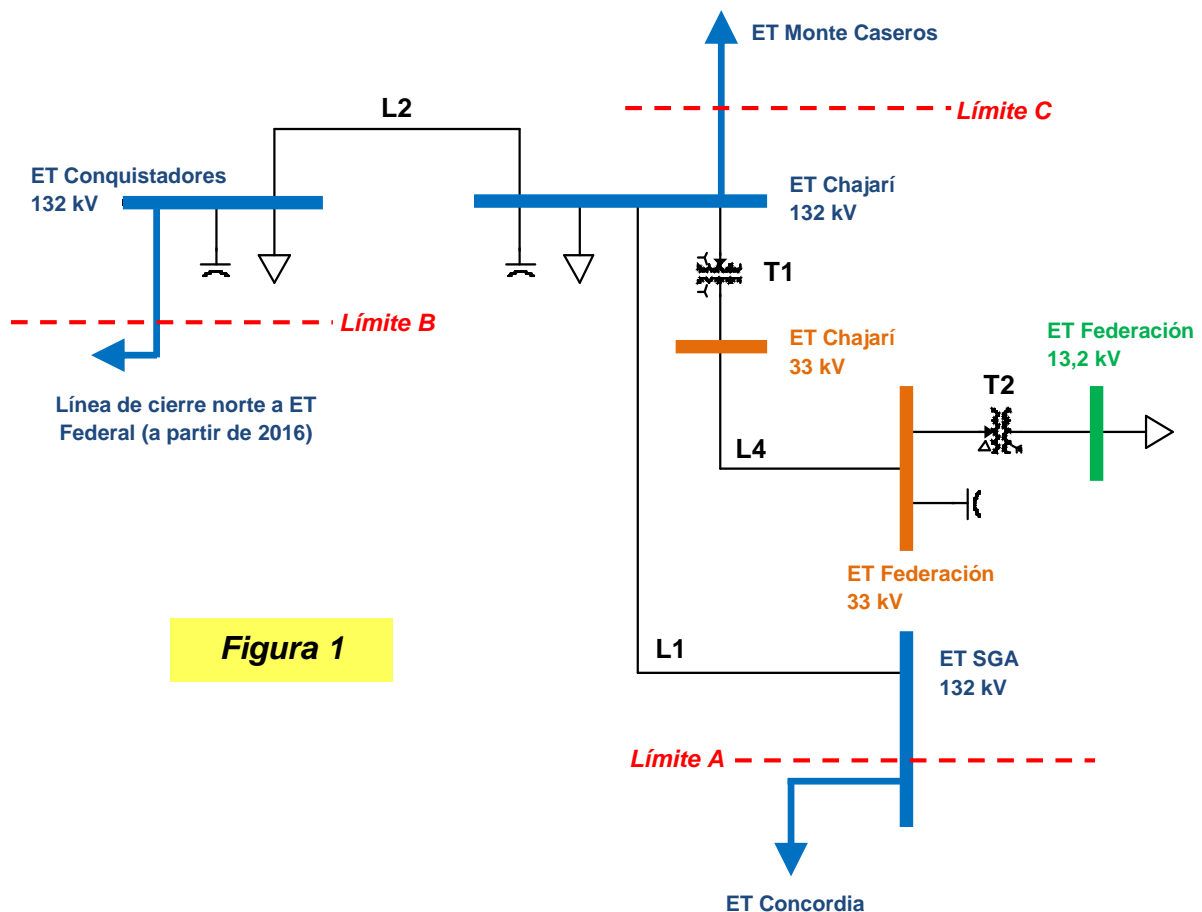 ET Monte Caseros
L2
Límite C
ET Conquistadores
132 kV
ET Chajarí
132 kV
T1
Límite B
ET Chajarí
33 kV
ET Federación
13,2 kV
T2
Línea de cierre norte a ET
Federal (a partir de 2016)
L4
ET Federación
33 kV
Figura 1
L1
ET SGA
132 kV
Límite A
ET Concordia